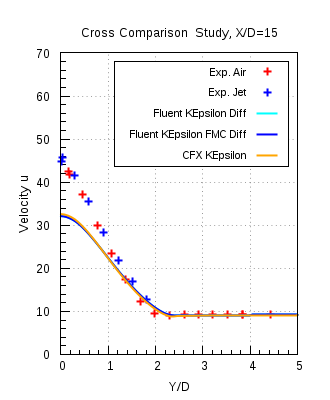 Cross Comparison Study, X/D=15
70
60
50
40
30
20
10
0
Velocity u
Exp. Air
Exp. Jet
Fluent KEpsilon Diff
Fluent KEpsilon FMC Diff
CFX KEpsilon
0 1 2 3 4 5
Y/D